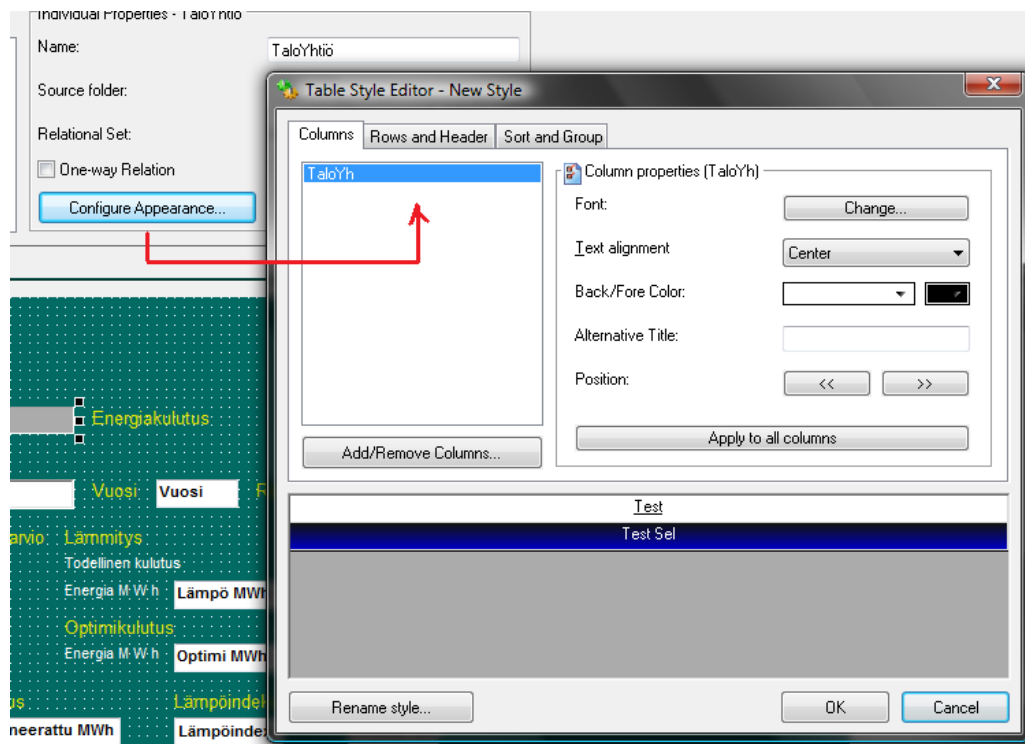 Individual Properties - TaloYhtiö
Name:
TaloYhtiö
Source folder:
Relational Set:
One-way Relation
Configure Appearance...
Table Style Editor - New Style
Columns
Rows and Header
Sort and Group
TaloYh
Column properties (TaloYh)
Font:
Change...
Text alignment
Center
Back/Fore Color:
Alternative Title:
Position:
<<
>>
Apply to all columns
Add/Remove Columns...
Test
Test Sel
Rename style...
OK
Cancel
Energiakulutus
Vuosi
Vuosi
R
arvio
Lämmitys
Todellinen kulutus
Energia M·W·h
Lämpö MWh
Optimikulutus
Energia M·W·h
Optimi MWh
us
Lämpöindek
neerattu MWh
Lämpöindex